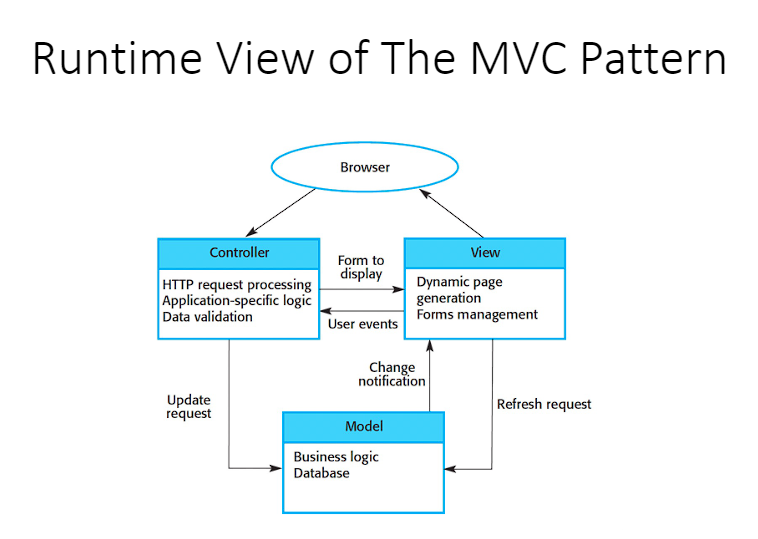 Runtime View of The MVC Pattern
Browser
Controller
HTTP request processing
Application-specific logic
Data validation
Form to
display
User events
View
Dynamic page
generation
Forms management
Change
notification
Update
request
Refresh request
Model
Business logic
Database